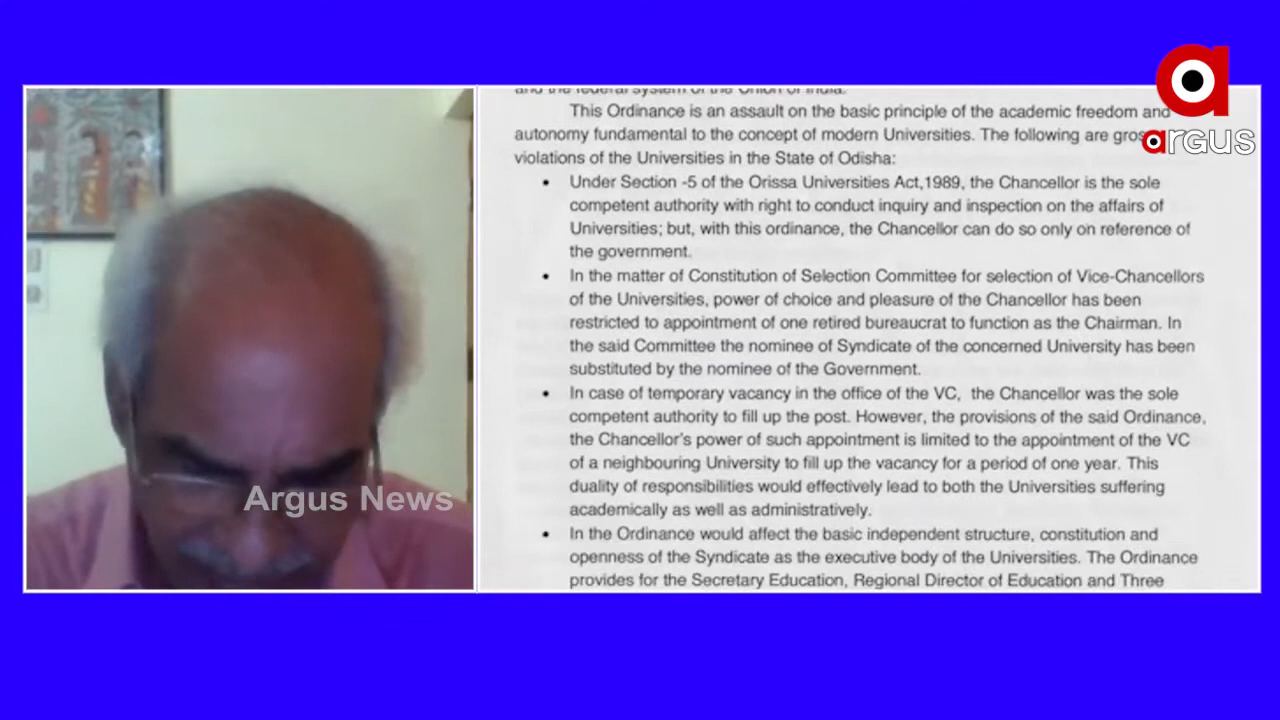 and the federal system of the Union of India.
This Ordinance is an assault on the basic principle of the academic freedom and
autonomy fundamental to the concept of modern Universities. The following are gross
violations of the Universities in the State of Odisha:
• Under Section -5 of the Orissa Universities Act,1989, the Chancellor is the sole
competent authority with right to conduct inquiry and inspection on the affairs of
Universities; but, with this ordinance, the Chancellor can do so only on reference of
the government.
• In the matter of Constitution of Selection Committee for selection of Vice-Chancellors
of the Universities, power of choice and pleasure of the Chancellor has been
restricted to appointment of one retired bureaucrat to function as the Chairman. In
the said Committee the nominee of Syndicate of the concerned University has been
substituted by the nominee of the Government.
• In case of temporary vacancy in the office of the VC, the Chancellor was the sole
competent authority to fill up the post. However, the provisions of the said Ordinance,
the Chancellor's power of such appointment is limited to the appointment of the VC
of a neighbouring University to fill up the vacancy for a period of one year. This
duality of responsibilities would effectively lead to both the Universities suffering
academically as well as administratively.
• In the Ordinance would affect the basic independent structure, constitution and
openness of the Syndicate as the executive body of the Universities. The Ordinance
provides for the Secretary Education, Regional Director of Education and Three
a
argus
Argus News